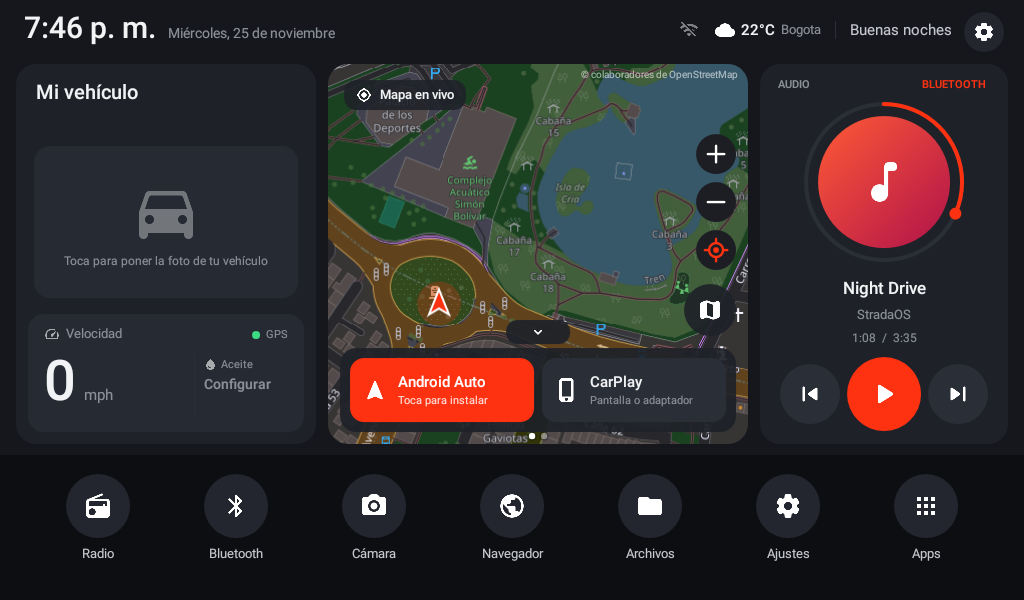 7:46 p. m.
Miércoles, 25 de noviembre
22°C Bogota
Buenas noches
Mi vehículo
Toca para poner la foto de tu vehículo
Velocidad
GPS
0 mph
Aceite
Configurar
P
© colaboradores de OpenStreetMap
Mapa en vivo
de los
Deportes
Cabaña
15
Complejo
Acuático
Simón
Bolívar
Isla de
Cría
Cabaña
17
Cabaña
3
Cabaña
18
Tren
P
Android Auto
Toca para instalar
CarPlay
Pantalla o adaptador
Gaviotas
AUDIO
BLUETOOTH
Night Drive
StradaOS
1:08 / 3:35
Radio
Bluetooth
Cámara
Navegador
Archivos
Ajustes
Apps